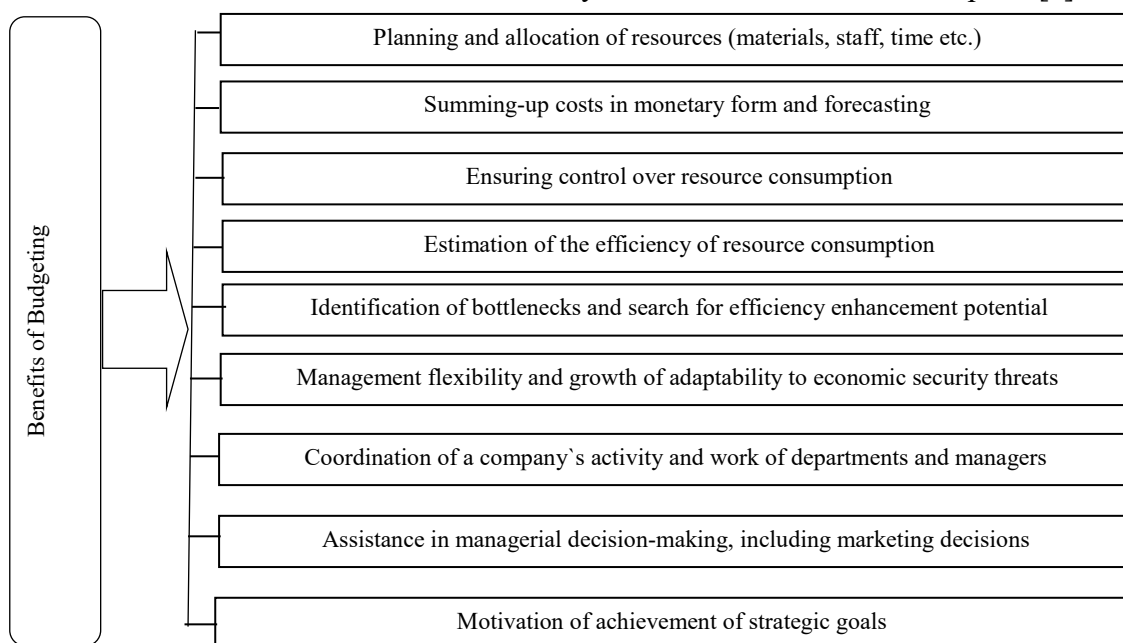 Benefits of Budgeting
Planning and allocation of resources (materials, staff, time etc.)
Summing-up costs in monetary form and forecasting
Ensuring control over resource consumption
Estimation of the efficiency of resource consumption
Identification of bottlenecks and search for efficiency enhancement potential
Management flexibility and growth of adaptability to economic security threats
Coordination of a company`s activity and work of departments and managers
Assistance in managerial decision-making, including marketing decisions
Motivation of achievement of strategic goals